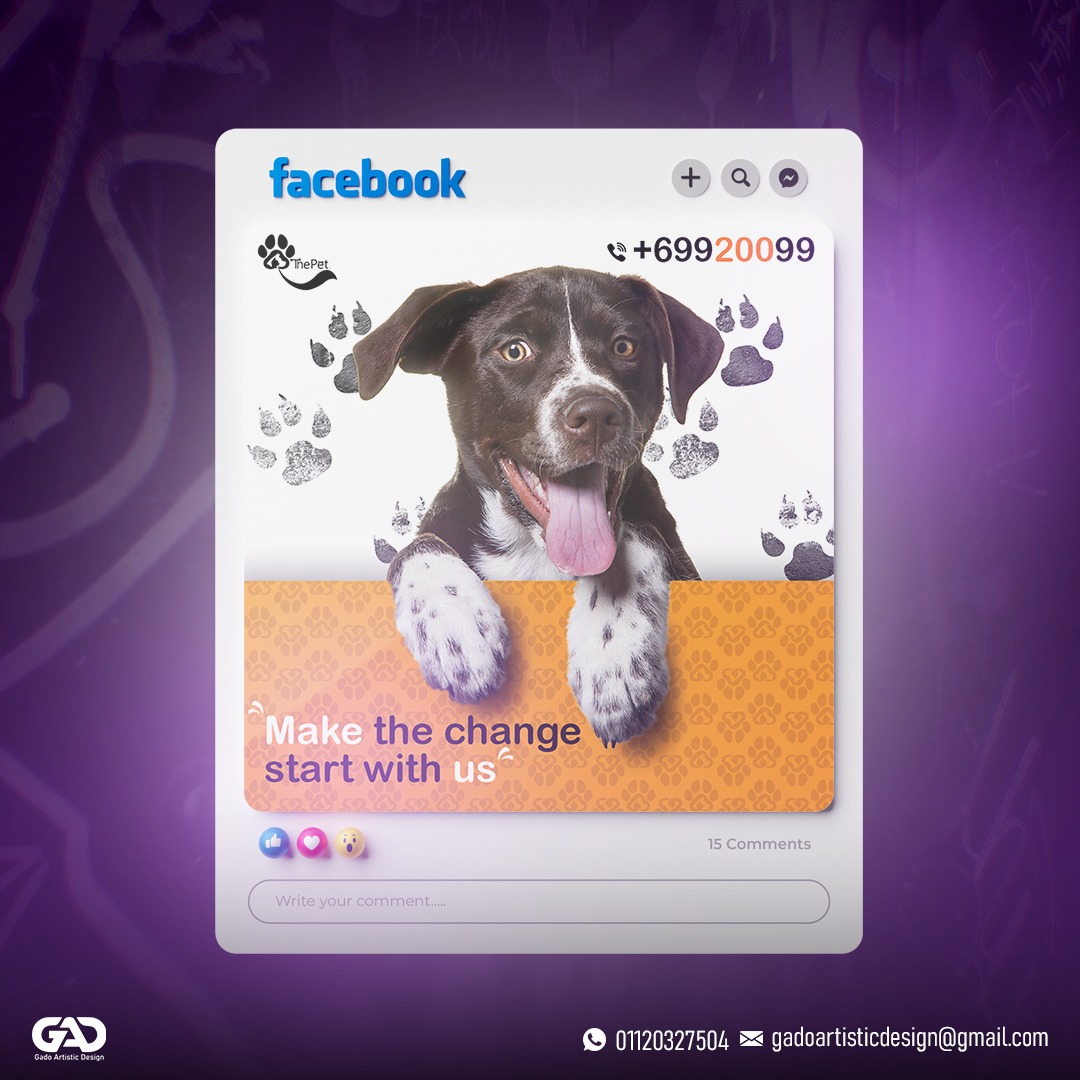 facebook
ThePet
+69920099
Make the change
start with us
15 Comments
Write your comment.....
GAD
Gado Artistic Design
01120327504 gadoartisticdesign@gmail.com